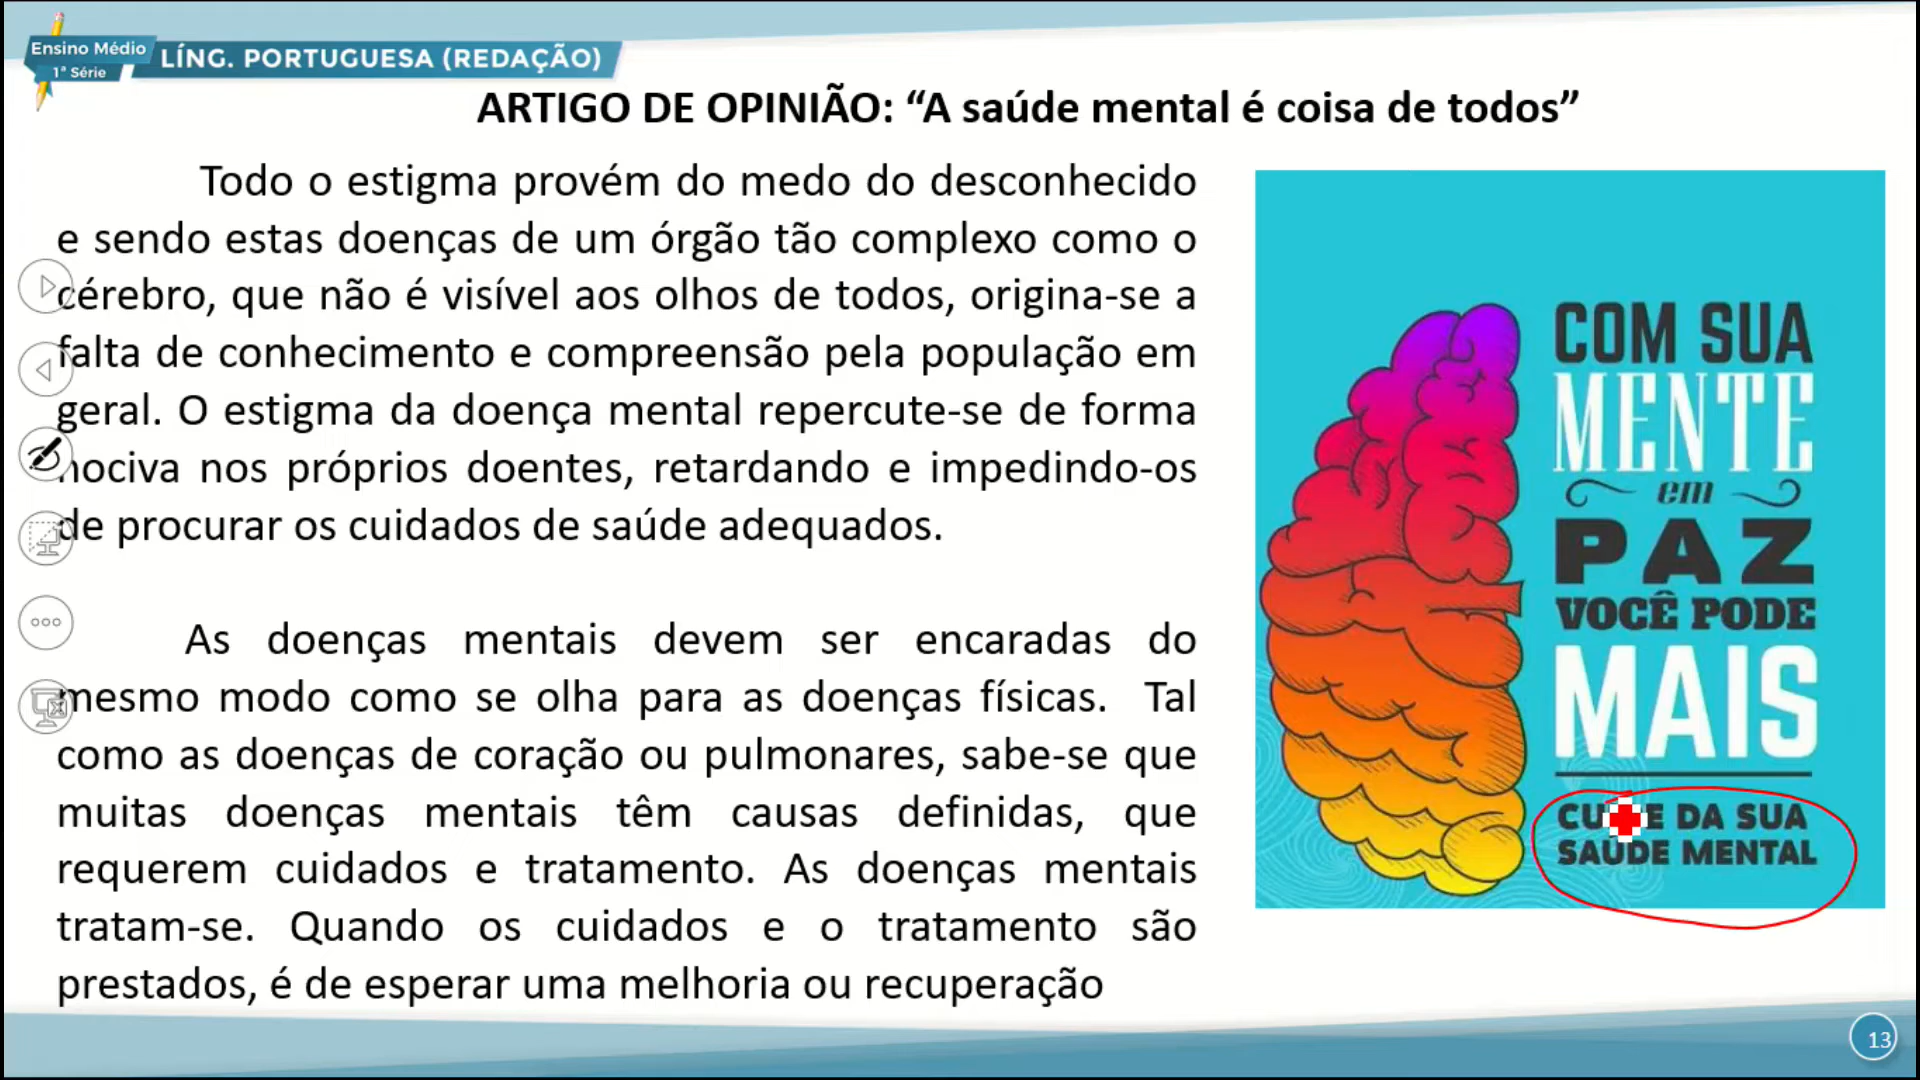 Ensino Médio
1ª Série
LÍNG. PORTUGUESA (REDAÇÃO)
ARTIGO DE OPINIÃO: “A saúde mental é coisa de todos”
Todo o estigma provém do medo do desconhecido
e sendo estas doenças de um órgão tão complexo como o
cérebro, que não é visível aos olhos de todos, origina-se a
falta de conhecimento e compreensão pela população em
geral. O estigma da doença mental repercute-se de forma
nociva nos próprios doentes, retardando e impedindo-os
de procurar os cuidados de saúde adequados.
As doenças mentais devem ser encaradas do
mesmo modo como se olha para as doenças físicas. Tal
como as doenças de coração ou pulmonares, sabe-se que
muitas doenças mentais têm causas definidas, que
requerem cuidados e tratamento. As doenças mentais
tratam-se. Quando os cuidados e o tratamento são
prestados, é de esperar uma melhoria ou recuperação
COM SUA
MENTE
em
PAZ
VOCÊ PODE
MAIS
CUIDE DA SUA
SAÚDE MENTAL
13